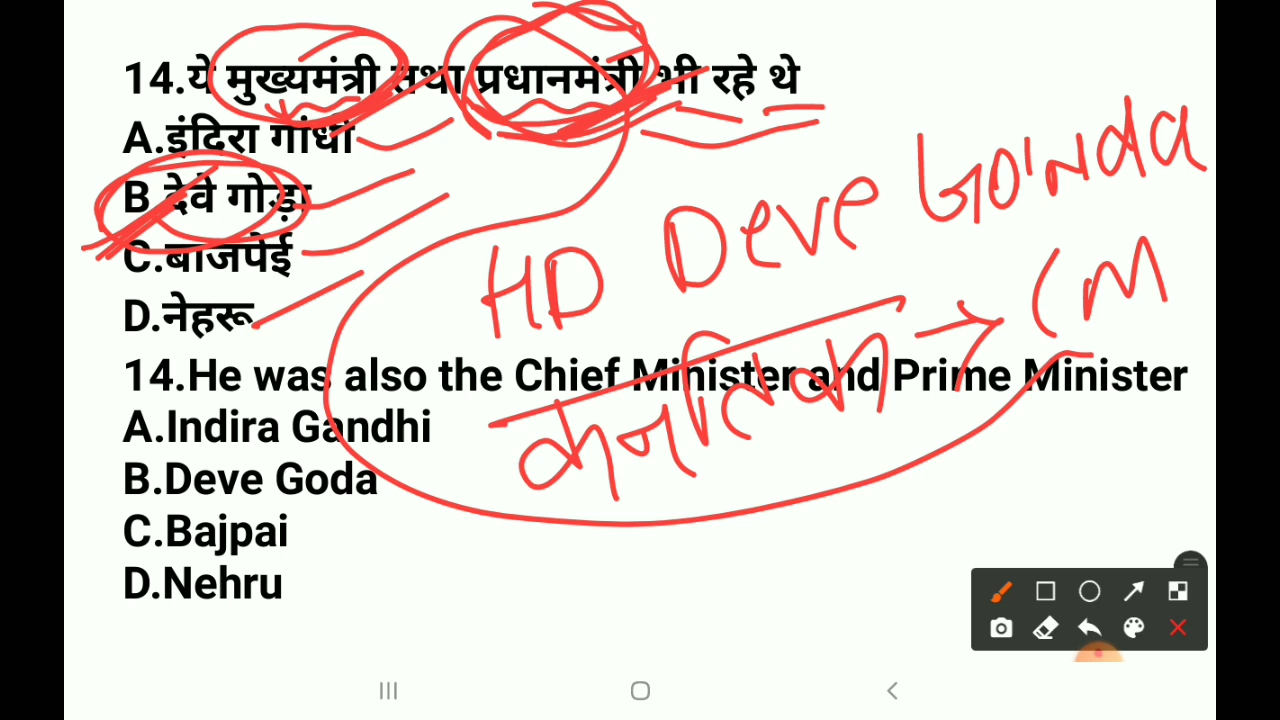 14.ये मुख्यमंत्री तथा प्रधानमंत्री भी रहे थे
A.इंदिरा गांधी
B देवे गोड़ा
C.बाजपेई
D.नेहरू
HD Deve Gowda
कर्नाटक → CM
14.He was also the Chief Minister and Prime Minister
A.Indira Gandhi
B.Deve Goda
C.Bajpai
D.Nehru